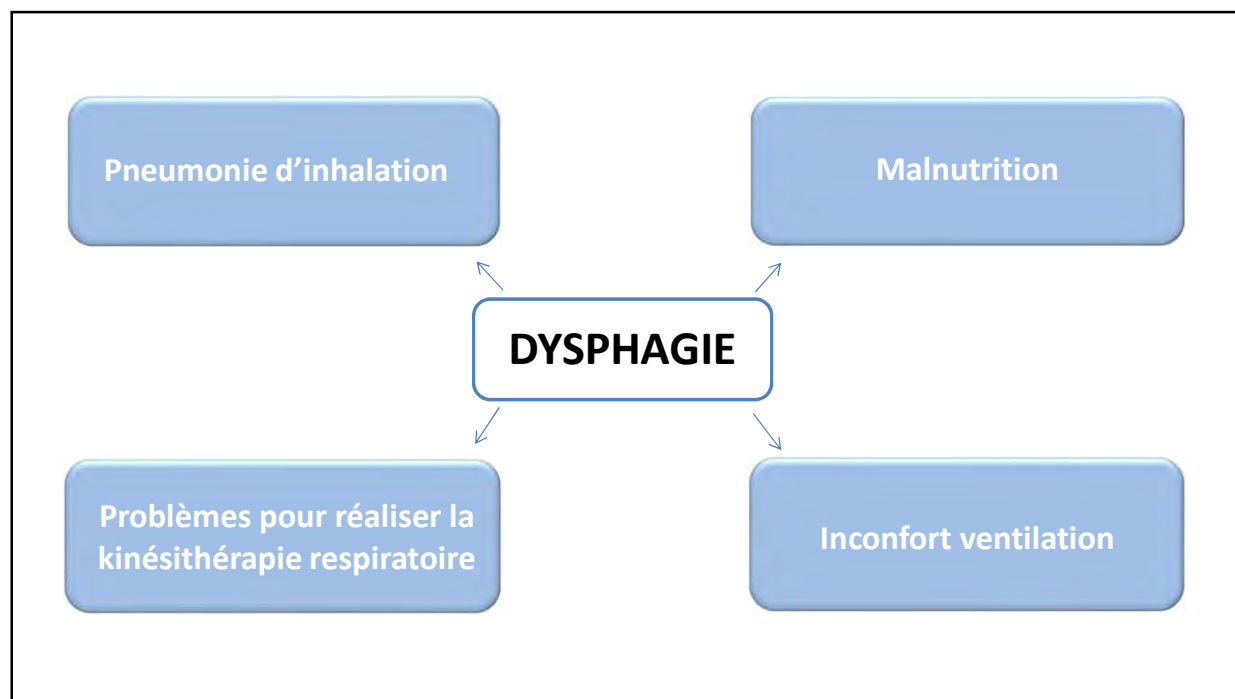 Pneumonie d’inhalation
Malnutrition
DYSPHAGIE
Problèmes pour réaliser la
kinésithérapie respiratoire
Inconfort ventilation